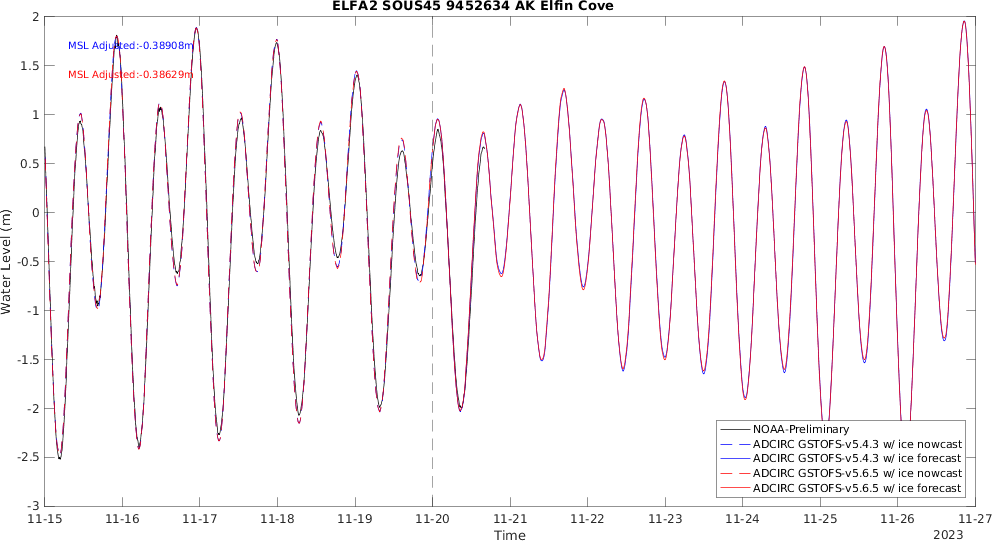 ELFA2 SOUS45 9452634 AK Elfin Cove
MSL Adjusted:-0.38908m
MSL Adjusted:-0.38629m
Water Level (m)
2
1.5
1
0.5
0
-0.5
-1
-1.5
-2
-2.5
-3
NOAA-Preliminary
ADCIRC GSTOFS-v5.4.3 w/ ice nowcast
ADCIRC GSTOFS-v5.4.3 w/ ice forecast
ADCIRC GSTOFS-v5.6.5 w/ ice nowcast
ADCIRC GSTOFS-v5.6.5 w/ ice forecast
11-15 11-16 11-17 11-18 11-19 11-20 11-21 11-22 11-23 11-24 11-25 11-26 11-27
Time
2023